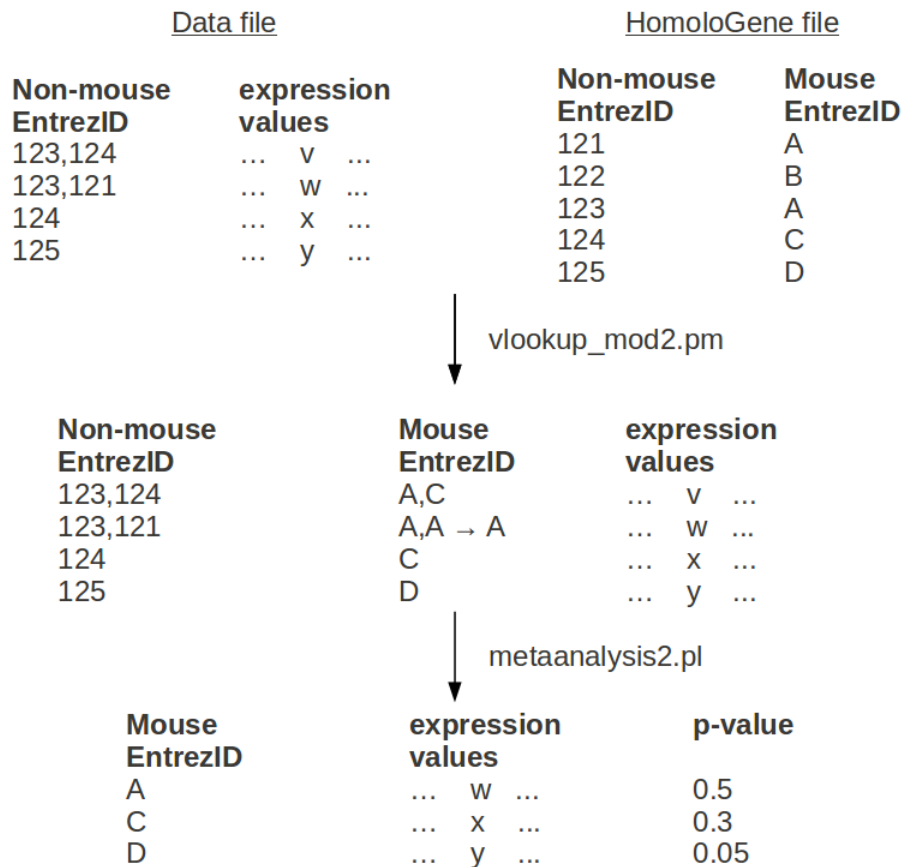 Data file HomoloGene file
Non-mouse expression Non-mouse Mouse
EntrezID values EntrezID EntrezID
123,124 … v ... 121 A
123,121 … w ... 122 B
124 … x ... 123 A
125 … y ... 124 C
125 D
vlookup_mod2.pm
Non-mouse Mouse expression
EntrezID EntrezID values
123,124 A,C … v ...
123,121 A,A → A … w ...
124 C … x ...
125 D … y ...
metaanalysis2.pl
Mouse expression p-value
EntrezID values
A … w ... 0.5
C … x ... 0.3
D … y ... 0.05